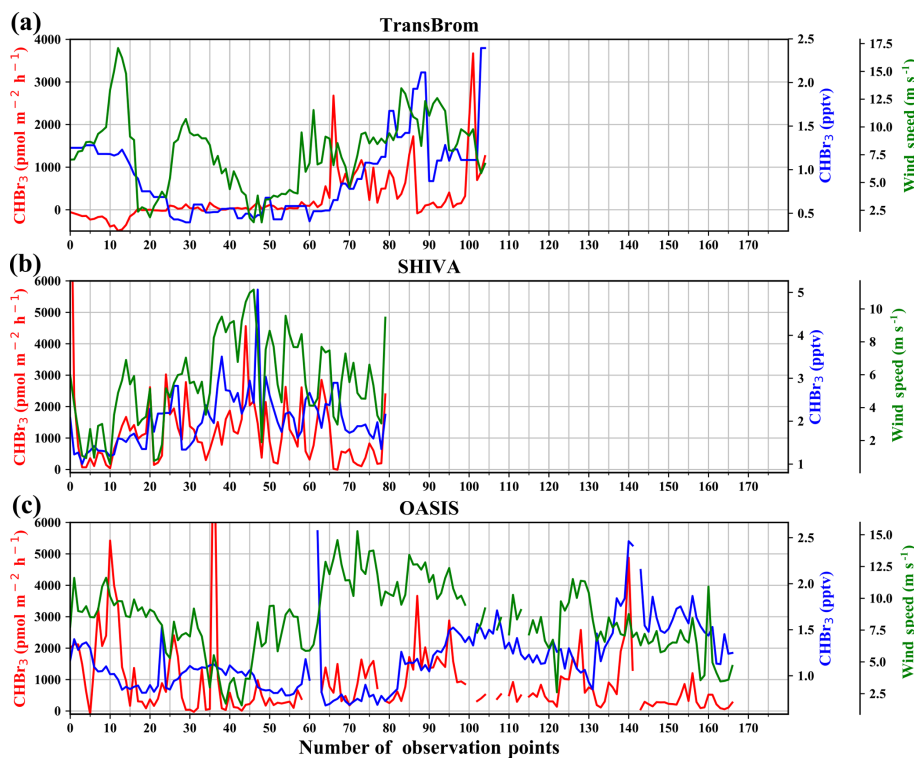 (a)
TransBrom
4000
3000
2000
1000
0
CHBr₃ (pmol m⁻² h⁻¹)
2.5
2.0
1.5
1.0
0.5
CHBr₃ (pptv)
17.5
15.0
12.5
10.0
7.5
5.0
2.5
Wind speed (m s⁻¹)
0 10 20 30 40 50 60 70 80 90 100 110 120 130 140 150 160 170
(b)
SHIVA
6000
5000
4000
3000
2000
1000
0
CHBr₃ (pmol m⁻² h⁻¹)
5
4
3
2
1
CHBr₃ (pptv)
10
8
6
4
2
Wind speed (m s⁻¹)
0 10 20 30 40 50 60 70 80 90 100 110 120 130 140 150 160 170
(c)
OASIS
6000
5000
4000
3000
2000
1000
0
CHBr₃ (pmol m⁻² h⁻¹)
2.5
2.0
1.5
1.0
CHBr₃ (pptv)
15.0
12.5
10.0
7.5
5.0
2.5
Wind speed (m s⁻¹)
0 10 20 30 40 50 60 70 80 90 100 110 120 130 140 150 160 170
Number of observation points